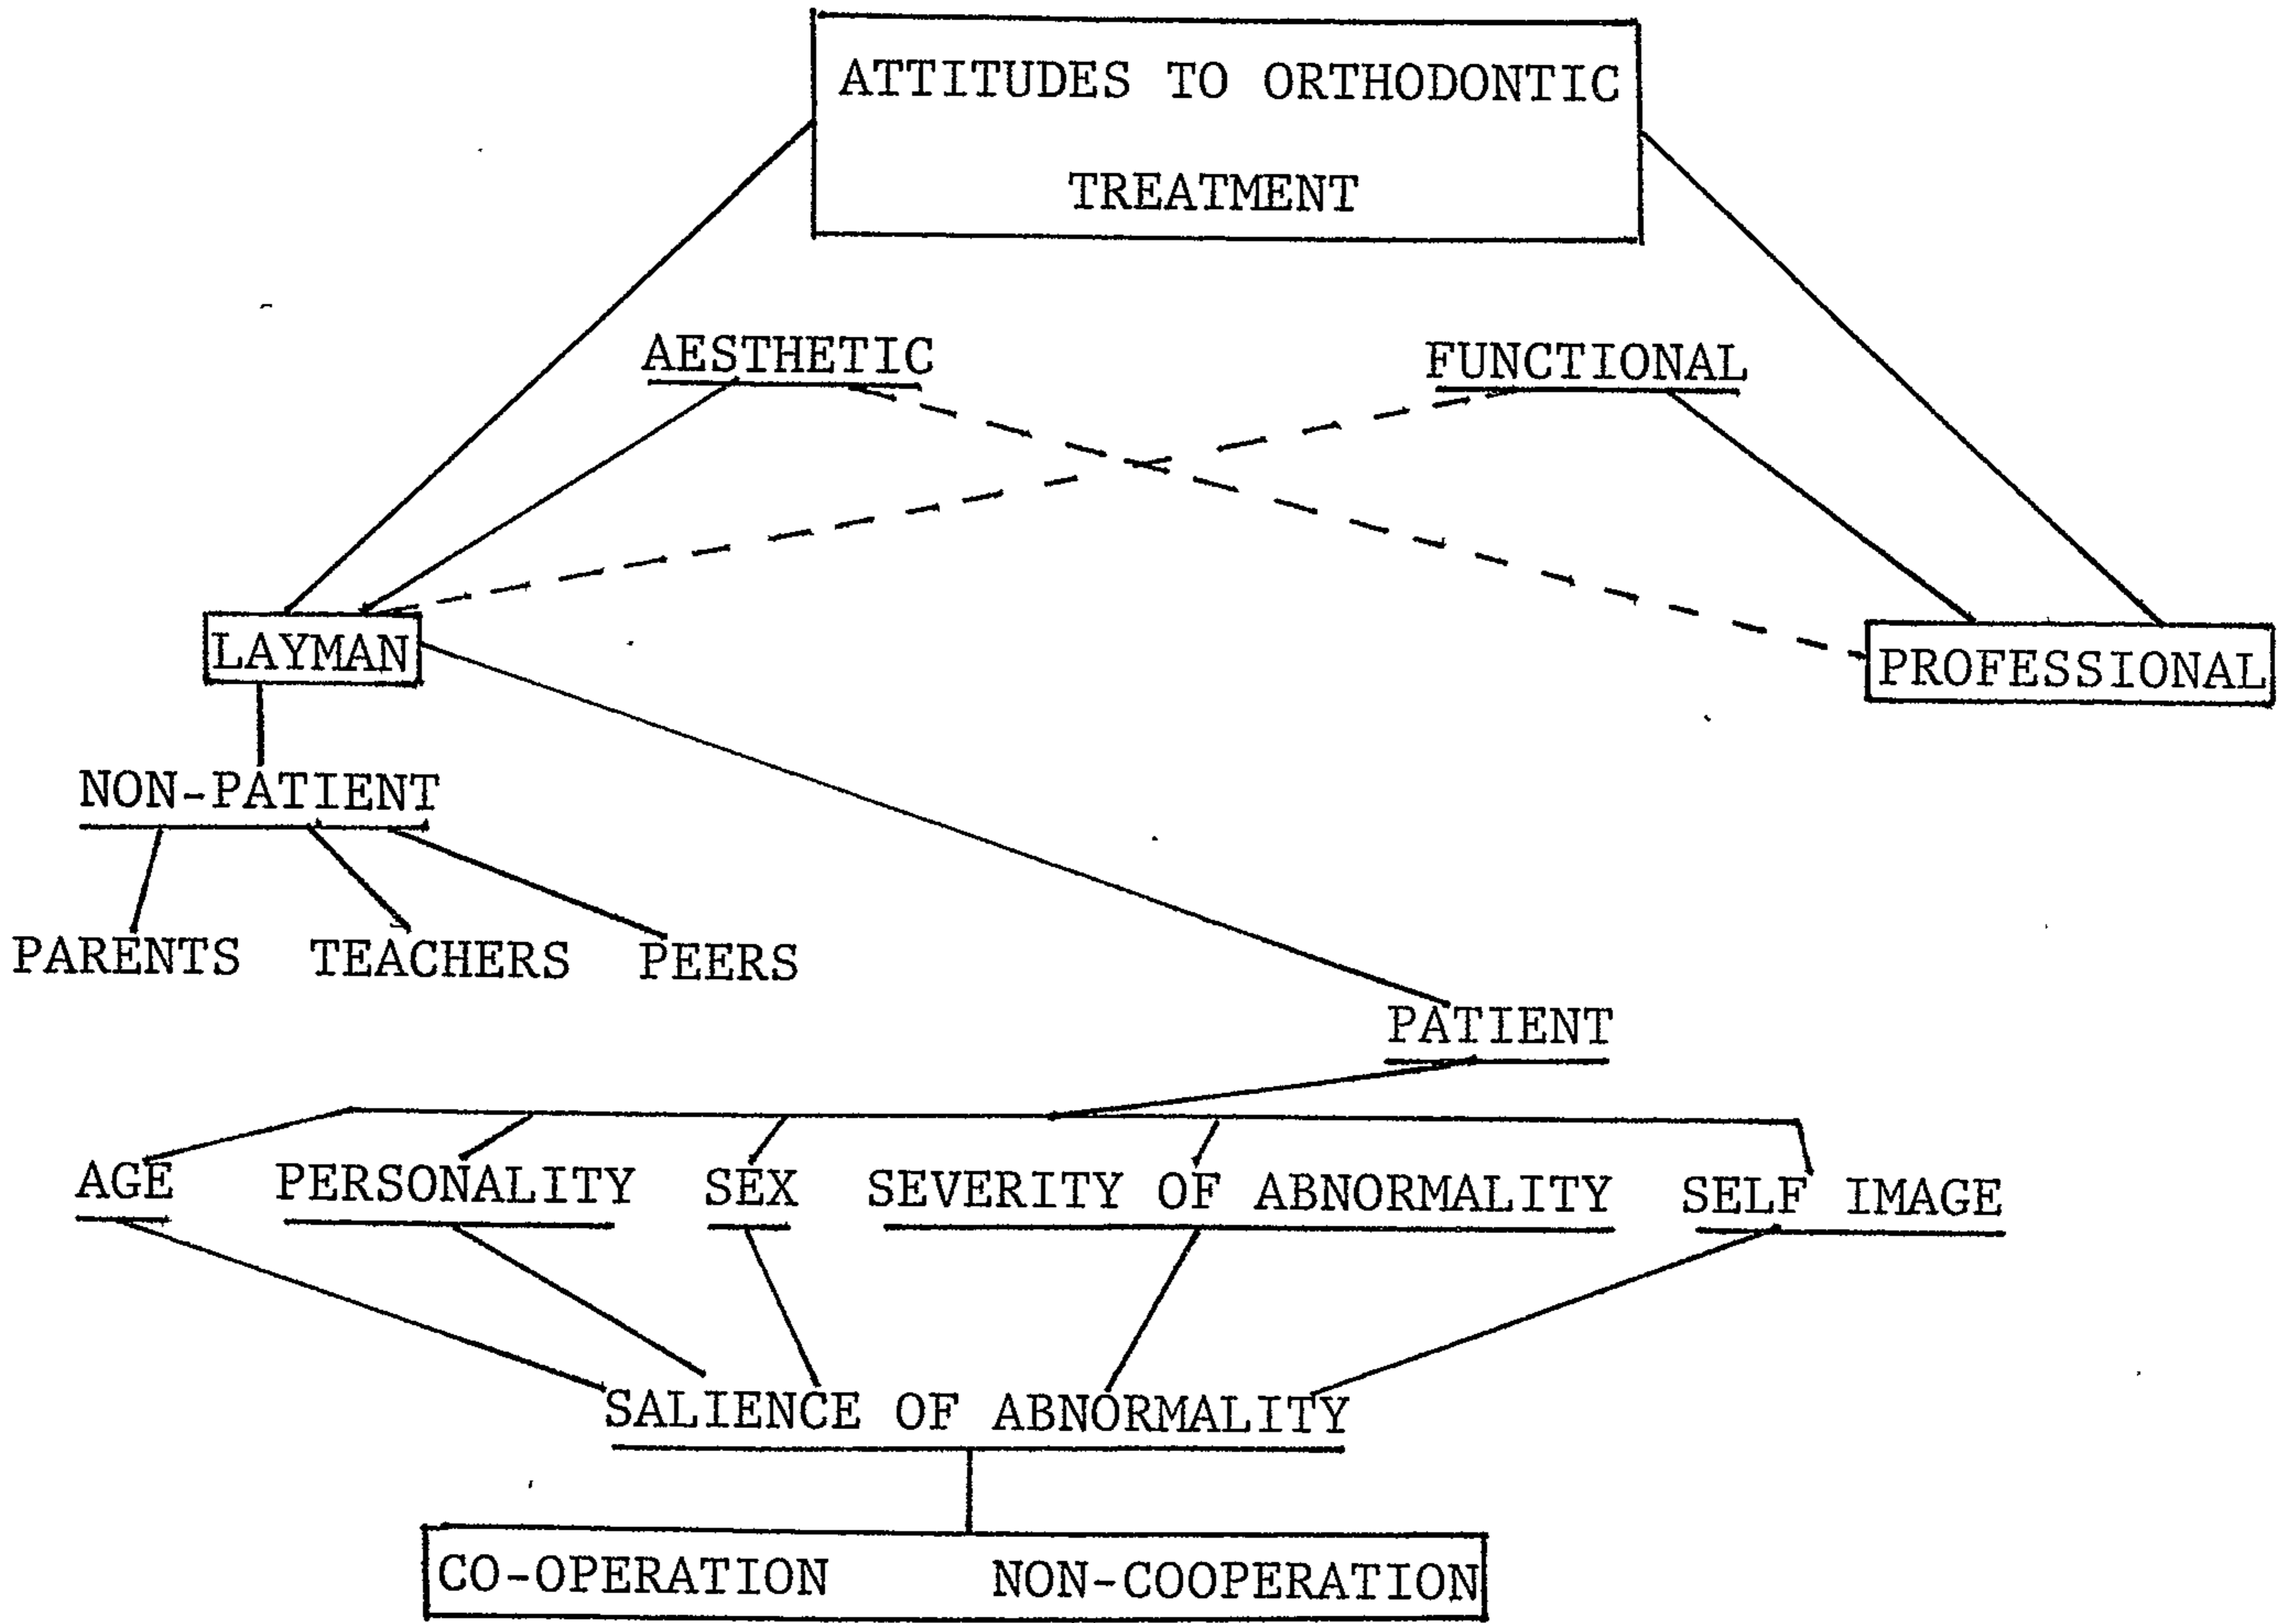 ATTITUDES TO ORTHODONTIC
TREATMENT
AESTHETIC
FUNCTIONAL
LAYMAN
PROFESSIONAL
NON-PATIENT
PARENTS
TEACHERS
PEERS
PATIENT
AGE
PERSONALITY
SEX
SEVERITY OF ABNORMALITY
SELF IMAGE
SALIENCE OF ABNORMALITY
CO-OPERATION
NON-COOPERATION